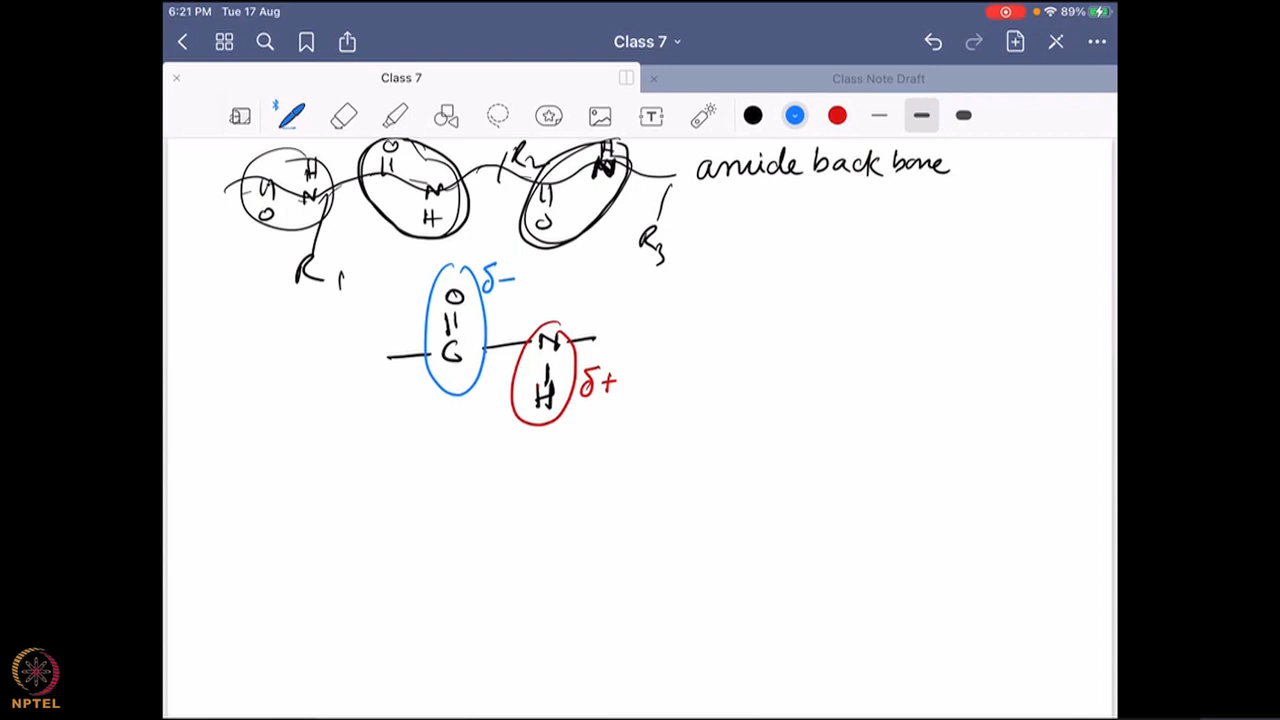 6:21 PM Tue 17 Aug 89%
Class 7
Class 7 Class Note Draft
T
O H R2 H
H N N amide back bone
O N H O
R1 R3
δ-
O
||
C N
H δ+
NPTEL